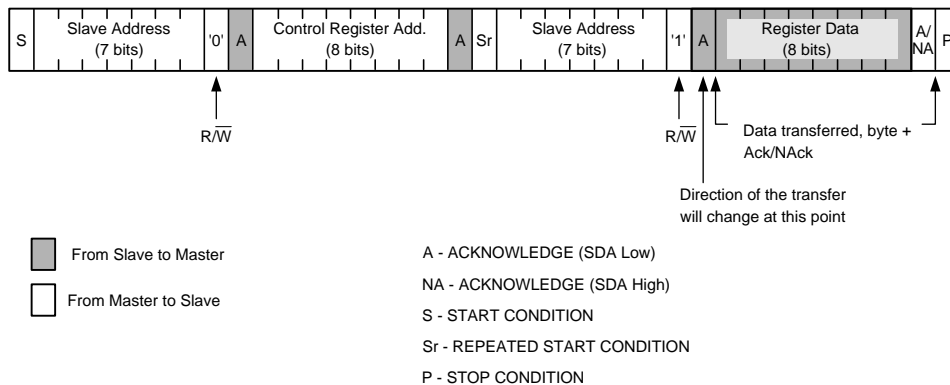 S
Slave Address
(7 bits)
'0'
A
Control Register Add.
(8 bits)
A
Sr
Slave Address
(7 bits)
'1'
A
Register Data
(8 bits)
A/
NA
P
R/W̅
R/W̅
Data transferred, byte +
Ack/NAck
Direction of the transfer
will change at this point
From Slave to Master
From Master to Slave
A - ACKNOWLEDGE (SDA Low)
NA - ACKNOWLEDGE (SDA High)
S - START CONDITION
Sr - REPEATED START CONDITION
P - STOP CONDITION